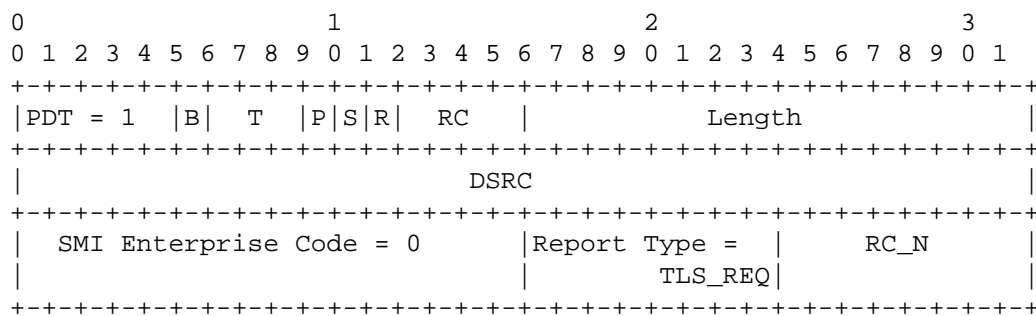 0                   1                   2                   3
0 1 2 3 4 5 6 7 8 9 0 1 2 3 4 5 6 7 8 9 0 1 2 3 4 5 6 7 8 9 0 1
+-+-+-+-+-+-+-+-+-+-+-+-+-+-+-+-+-+-+-+-+-+-+-+-+-+-+-+-+-+-+-+-+
|PDT = 1  |B|  T  |P|S|R|  RC   |           Length              |
+-+-+-+-+-+-+-+-+-+-+-+-+-+-+-+-+-+-+-+-+-+-+-+-+-+-+-+-+-+-+-+-+
|                            DSRC                               |
+-+-+-+-+-+-+-+-+-+-+-+-+-+-+-+-+-+-+-+-+-+-+-+-+-+-+-+-+-+-+-+-+
|  SMI Enterprise Code = 0      |Report Type =  |     RC_N      |
|                               |        TLS_REQ|               |
+-+-+-+-+-+-+-+-+-+-+-+-+-+-+-+-+-+-+-+-+-+-+-+-+-+-+-+-+-+-+-+-+